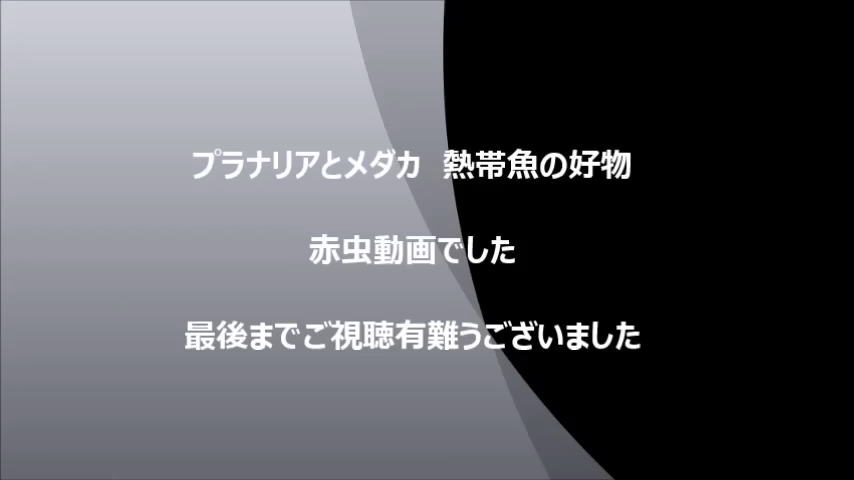 プラナリアとメダカ　熱帯魚の好物
赤虫動画でした
最後までご視聴有難うございました